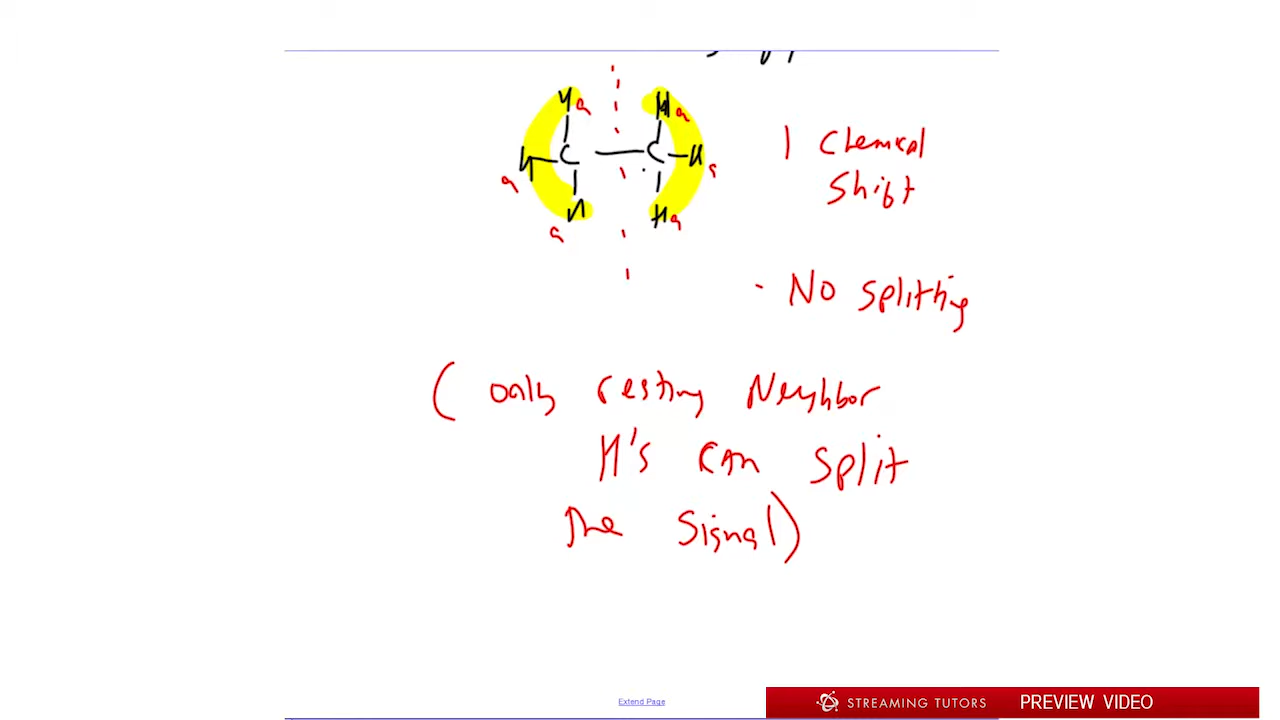 H a H a
H C C H
a a
H H a
a
1 Chemical
Shift
- No Splitting
( only resting Neighbor
H's can split
the signal)
Extend Page
STREAMING TUTORS PREVIEW VIDEO